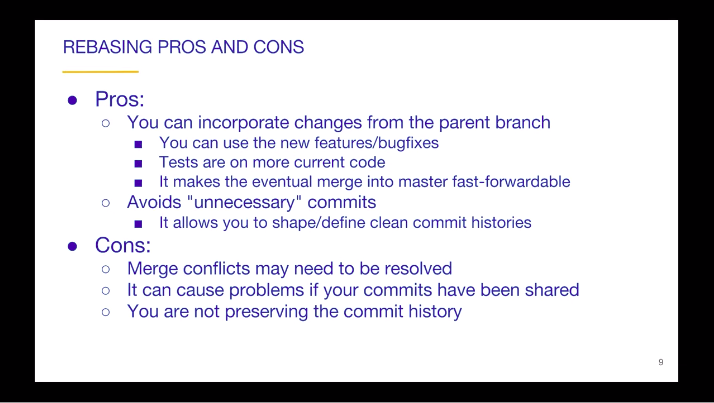 REBASING PROS AND CONS
● Pros:
○ You can incorporate changes from the parent branch
■ You can use the new features/bugfixes
■ Tests are on more current code
■ It makes the eventual merge into master fast-forwardable
○ Avoids "unnecessary" commits
■ It allows you to shape/define clean commit histories
● Cons:
○ Merge conflicts may need to be resolved
○ It can cause problems if your commits have been shared
○ You are not preserving the commit history
9